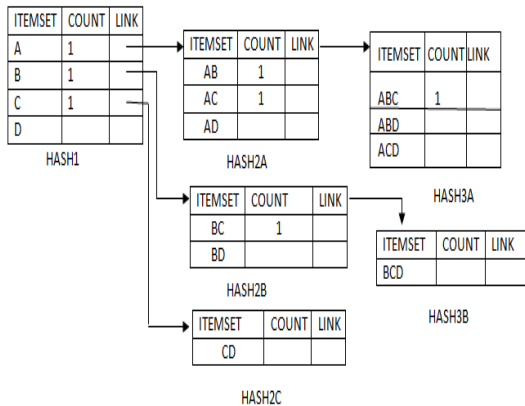 ITEMSET COUNT LINK
A 1
B 1
C 1
D
HASH1
ITEMSET COUNT LINK
AB 1
AC 1
AD
HASH2A
ITEMSET COUNT LINK
ABC 1
ABD
ACD
HASH3A
ITEMSET COUNT LINK
BC 1
BD
HASH2B
ITEMSET COUNT LINK
BCD
HASH3B
ITEMSET COUNT LINK
CD
HASH2C